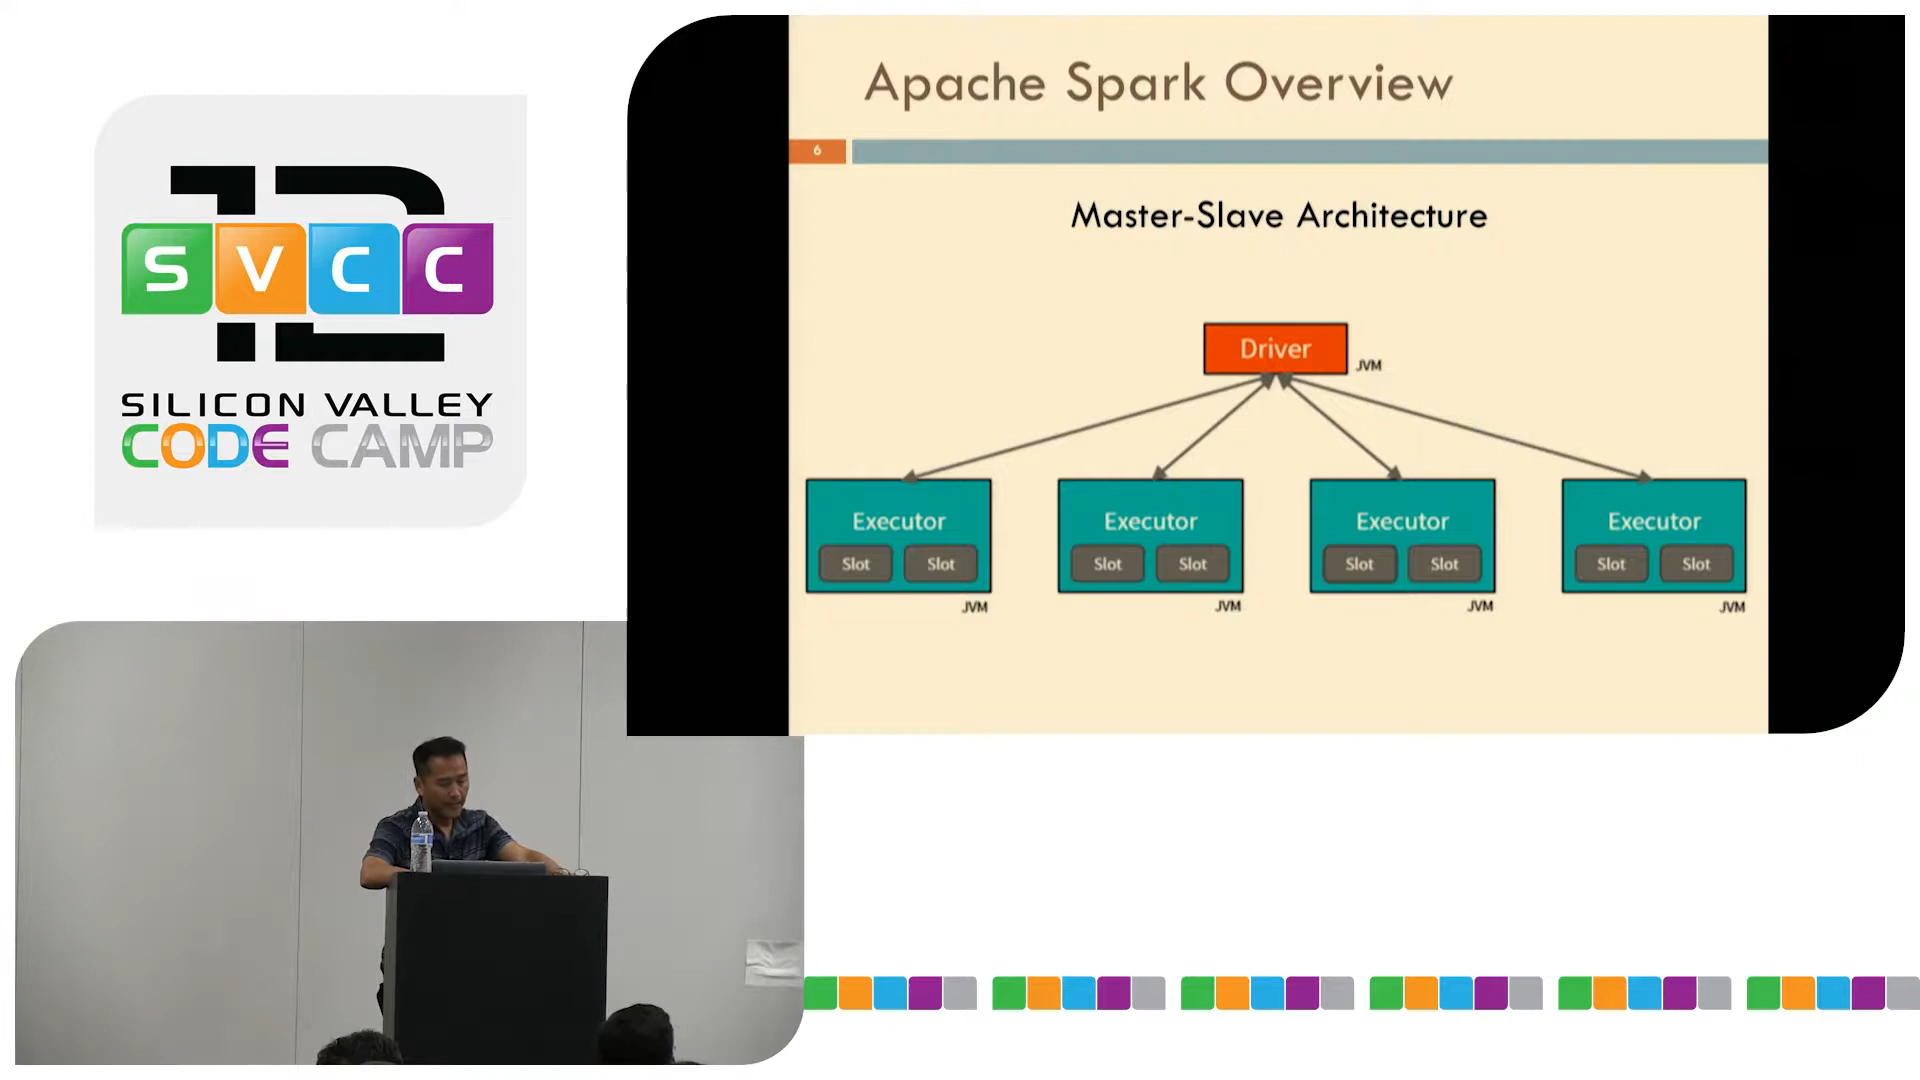 12
S V C C
SILICON VALLEY
CODE CAMP
Apache Spark Overview
6
Master-Slave Architecture
Driver
JVM
Executor Executor Executor Executor
Slot Slot Slot Slot Slot Slot Slot Slot
JVM JVM JVM JVM